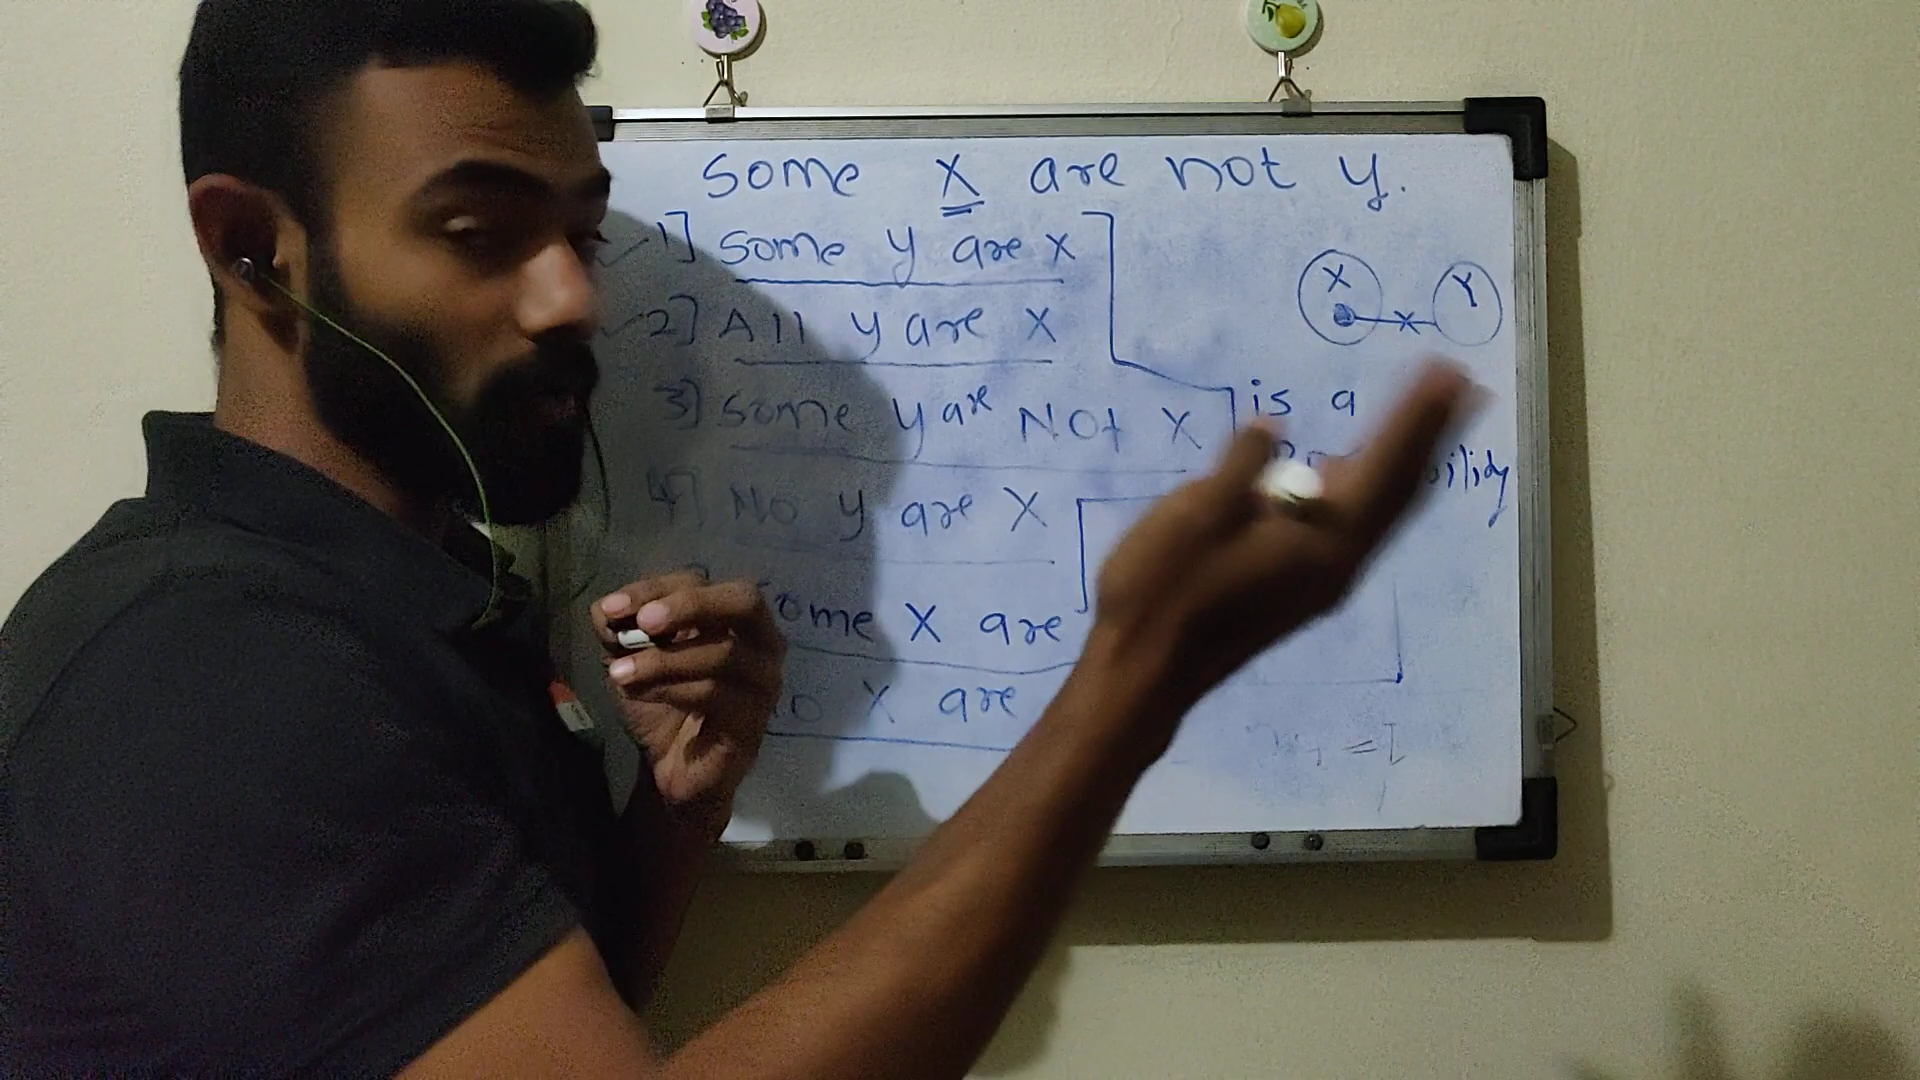 Some X are not y.
1] Some y are X
2] All y are X
3] Some y are Not X
is a
4] No y are X
Some X are
No X are
X
Y